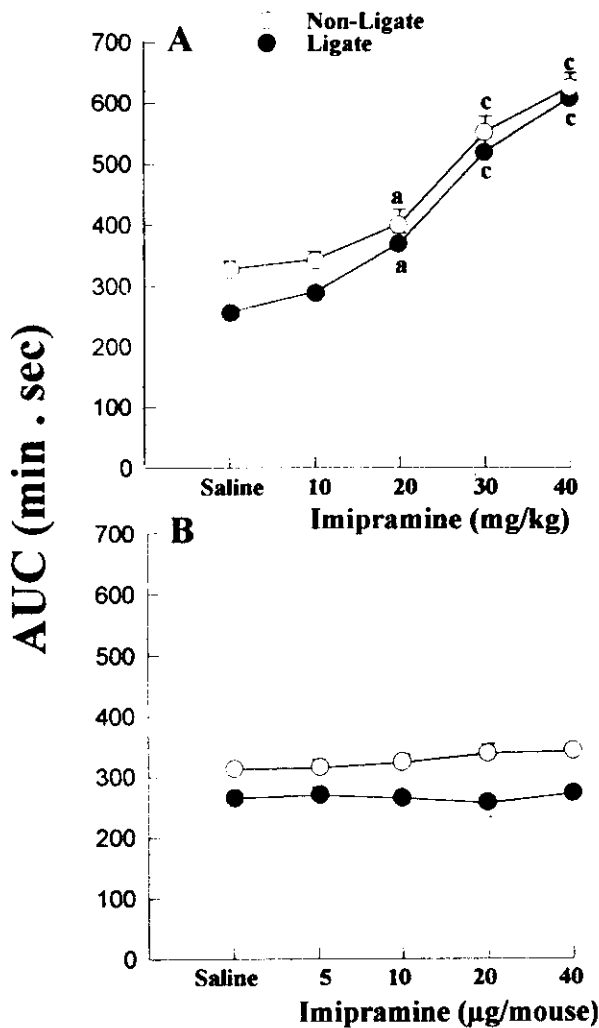 A
Non-Ligate
Ligate
700
600
500
400
300
200
100
0
a
a
c
c
c
c
Saline 10 20 30 40
Imipramine (mg/kg)
AUC (min . sec)
B
700
600
500
400
300
200
100
0
Saline 5 10 20 40
Imipramine (µg/mouse)